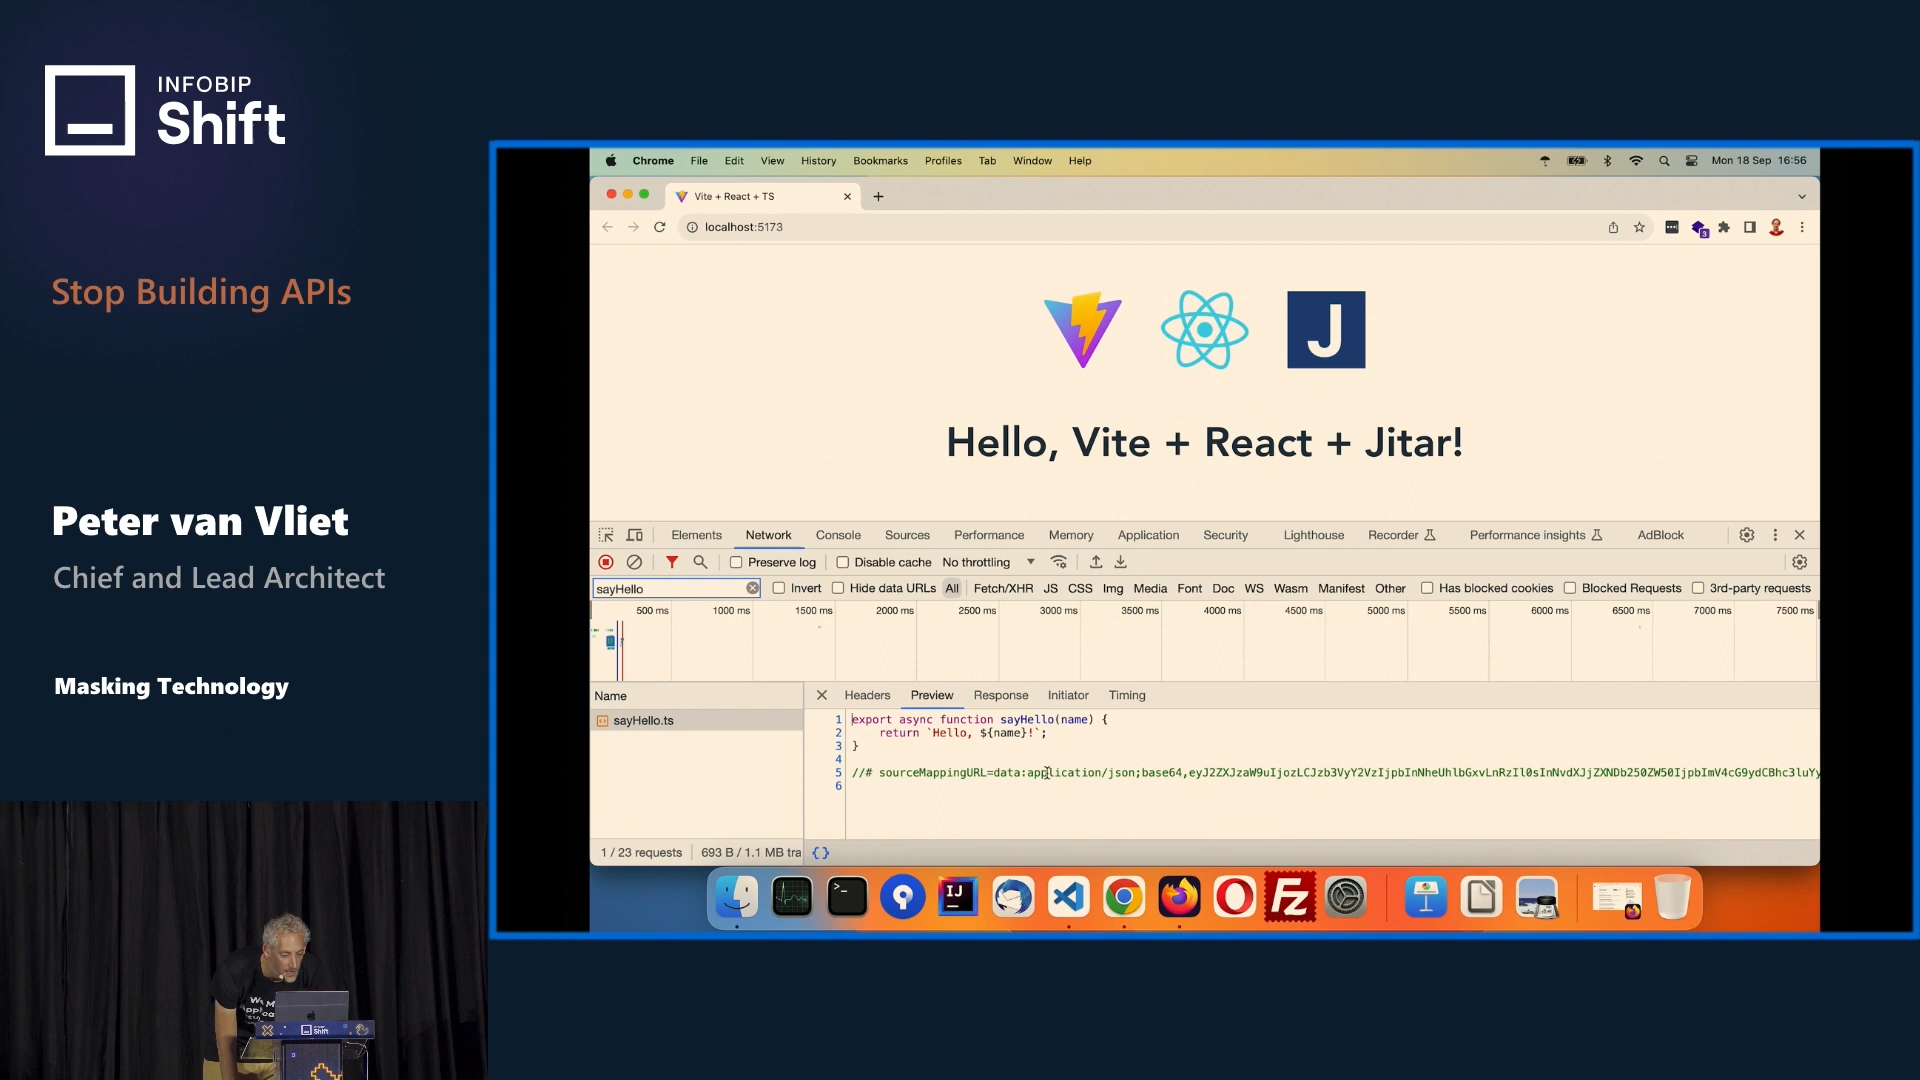 INFOBIP
Shift
Stop Building APIs
Peter van Vliet
Chief and Lead Architect
Masking Technology
Chrome File Edit View History Bookmarks Profiles Tab Window Help Mon 18 Sep 16:56
Vite + React + TS
localhost:5173
3
J
Hello, Vite + React + Jitar!
Elements Network Console Sources Performance Memory Application Security Lighthouse Recorder Performance insights AdBlock
Preserve log Disable cache No throttling
sayHello Invert Hide data URLs All Fetch/XHR JS CSS Img Media Font Doc WS Wasm Manifest Other Has blocked cookies Blocked Requests 3rd-party requests
500 ms 1000 ms 1500 ms 2000 ms 2500 ms 3000 ms 3500 ms 4000 ms 4500 ms 5000 ms 5500 ms 6000 ms 6500 ms 7000 ms 7500 ms
Name Headers Preview Response Initiator Timing
sayHello.ts
1 export async function sayHello(name) {
2 return `Hello, ${name}!`;
3 }
4
5 //# sourceMappingURL=data:application/json;base64,eyJ2ZXJzaW9uIjozLCJzb3VyY2VzIjpbInNheUhlbGxvLnRzIl0sInNvdXJjZXNDb250ZW50IjpbImV4cG9ydCBhc3luYy
6
1 / 23 requests 693 B / 1.1 MB tra {}
>_
IJ
Fz
INFOBIP
Shift